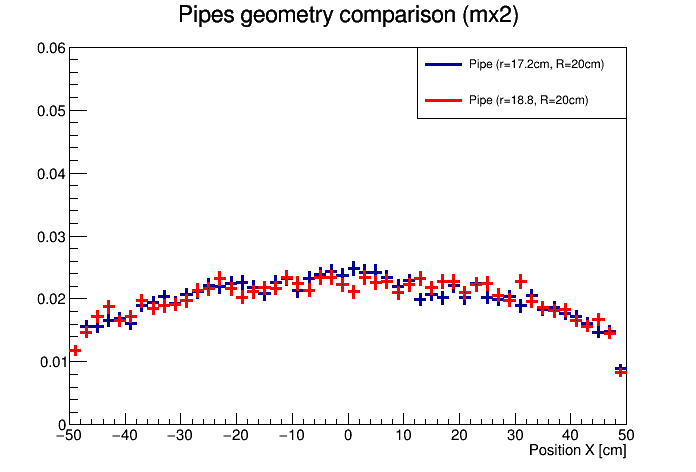 Pipes geometry comparison (mx2)
Pipe (r=17.2cm, R=20cm)
Pipe (r=18.8, R=20cm)
0.06
0.05
0.04
0.03
0.02
0.01
0
−50 −40 −30 −20 −10 0 10 20 30 40 50
Position X [cm]